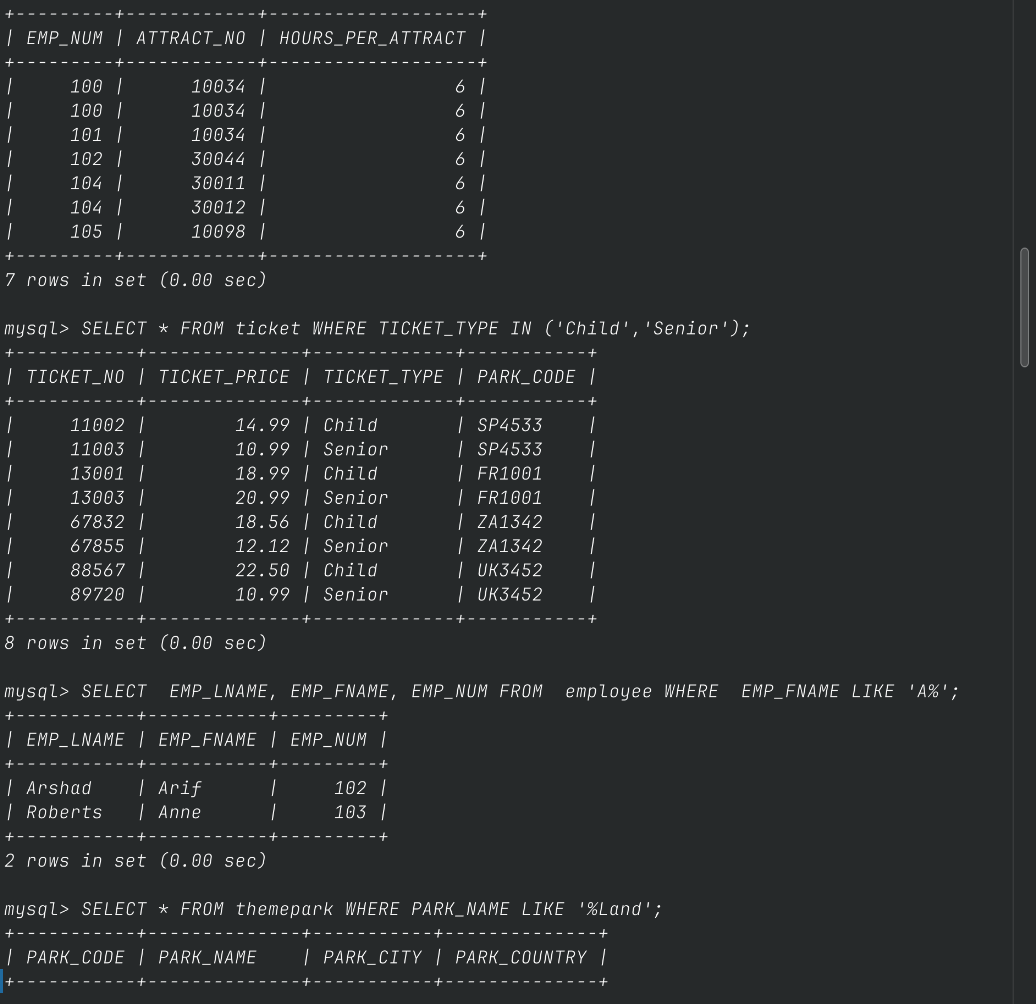 +---------+------------+-------------------+
| EMP_NUM | ATTRACT_NO | HOURS_PER_ATTRACT |
+---------+------------+-------------------+
|     100 |      10034 |                 6 |
|     100 |      10034 |                 6 |
|     101 |      10034 |                 6 |
|     102 |      30044 |                 6 |
|     104 |      30011 |                 6 |
|     104 |      30012 |                 6 |
|     105 |      10098 |                 6 |
+---------+------------+-------------------+
7 rows in set (0.00 sec)

mysql> SELECT * FROM ticket WHERE TICKET_TYPE IN ('Child','Senior');
+-----------+--------------+-------------+-----------+
| TICKET_NO | TICKET_PRICE | TICKET_TYPE | PARK_CODE |
+-----------+--------------+-------------+-----------+
|     11002 |        14.99 | Child       | SP4533    |
|     11003 |        10.99 | Senior      | SP4533    |
|     13001 |        18.99 | Child       | FR1001    |
|     13003 |        20.99 | Senior      | FR1001    |
|     67832 |        18.56 | Child       | ZA1342    |
|     67855 |        12.12 | Senior      | ZA1342    |
|     88567 |        22.50 | Child       | UK3452    |
|     89720 |        10.99 | Senior      | UK3452    |
+-----------+--------------+-------------+-----------+
8 rows in set (0.00 sec)

mysql> SELECT  EMP_LNAME, EMP_FNAME, EMP_NUM FROM  employee WHERE  EMP_FNAME LIKE 'A%';
+-----------+-----------+---------+
| EMP_LNAME | EMP_FNAME | EMP_NUM |
+-----------+-----------+---------+
| Arshad    | Arif      |     102 |
| Roberts   | Anne      |     103 |
+-----------+-----------+---------+
2 rows in set (0.00 sec)

mysql> SELECT * FROM themepark WHERE PARK_NAME LIKE '%Land';
+-----------+--------------+-----------+--------------+
| PARK_CODE | PARK_NAME    | PARK_CITY | PARK_COUNTRY |
+-----------+--------------+-----------+--------------+